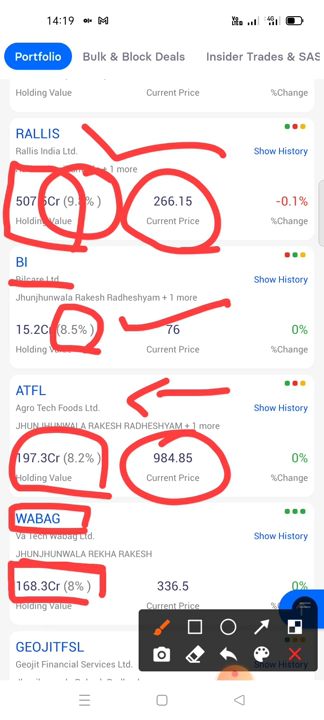 14:19
Portfolio Bulk & Block Deals Insider Trades & SAS
Holding Value Current Price %Change
RALLIS
Rallis India Ltd. Show History
+ 1 more
266.15 -0.1%
Holding Value Current Price %Change
BI
Bilcare Ltd. Show History
Jhunjhunwala Rakesh Radheshyam + 1 more
15.2Cr (8.5%) 76 0%
Holding Current Price %Change
ATFL
Agro Tech Foods Ltd. Show History
JHUNJHUNWALA RAKESH RADHESHYAM + 1 more
197.3Cr (8.2%) 984.85 0%
Holding Value Current Price %Change
WABAG
Va Tech Wabag Ltd. Show History
JHUNJHUNWALA REKHA RAKESH
168.3Cr (8%) 336.5 0%
Holding
GEOJITFSL
Geojit Financial Services Ltd.